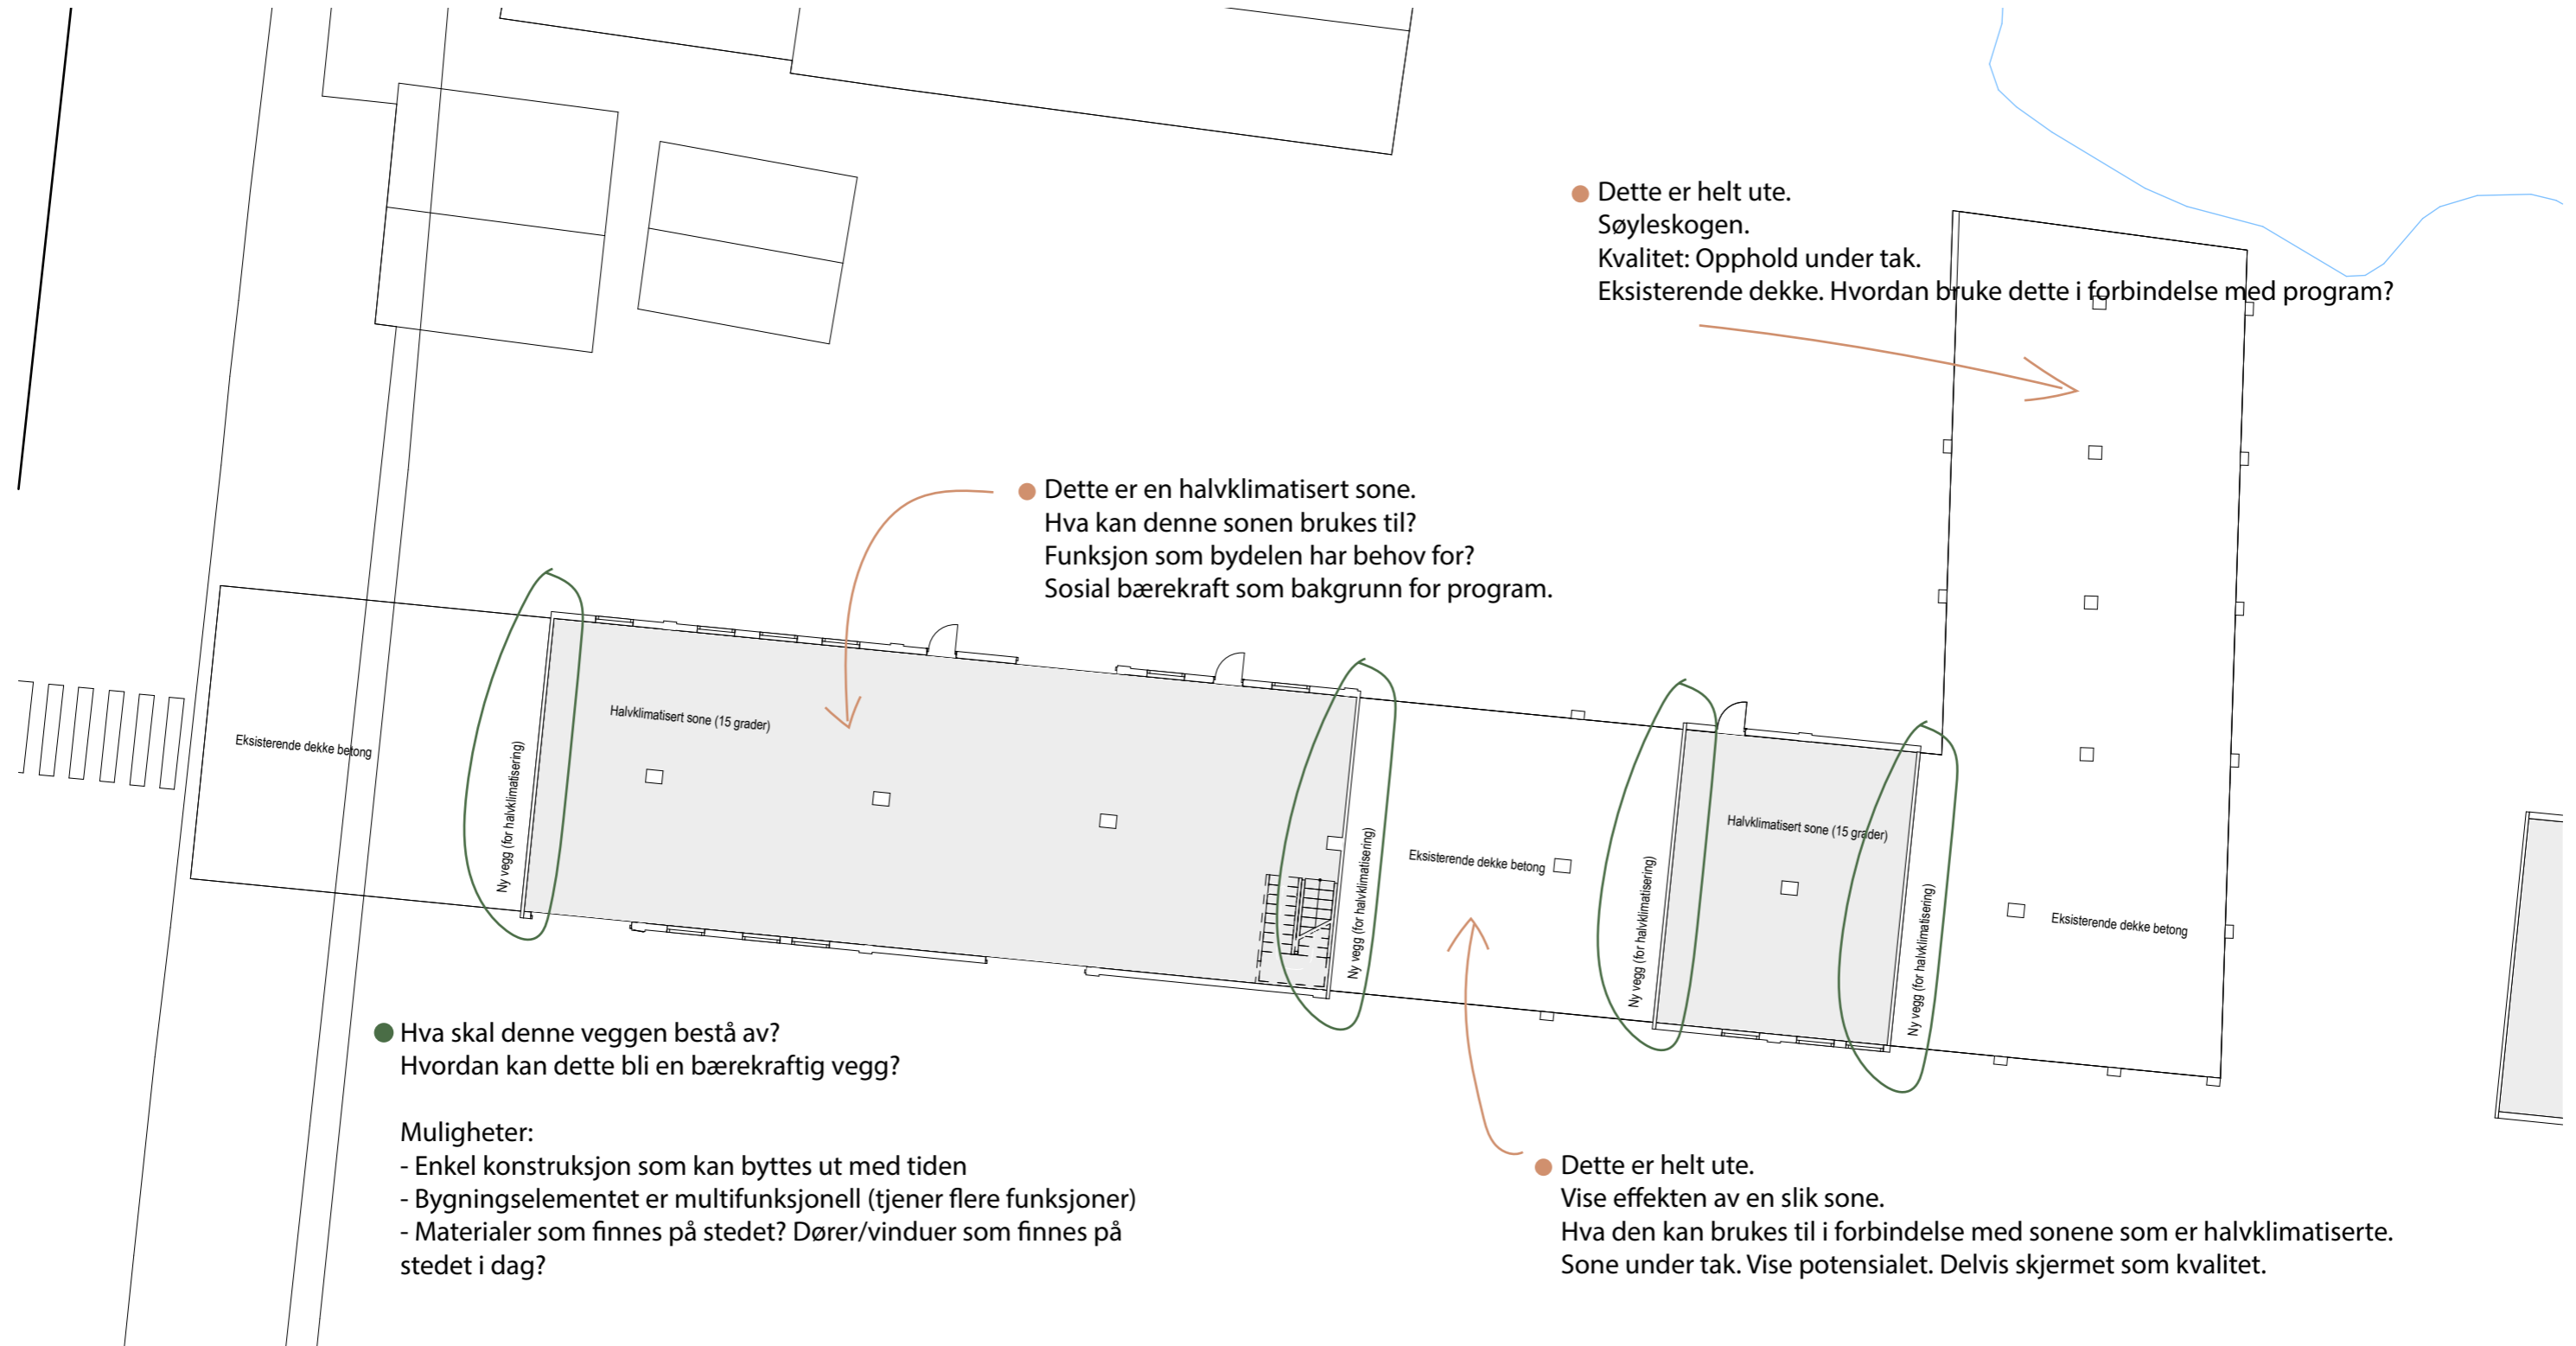 Dette er helt ute.
Søyleskogen.
Kvalitet: Opphold under tak.
Eksisterende dekke. Hvordan bruke dette i forbindelse med program?
Dette er en halvklimatisert sone.
Hva kan denne sonen brukes til?
Funksjon som bydelen har behov for?
Sosial bærekraft som bakgrunn for program.
Eksisterende dekke betong
Ny vegg (for halvklimatisering)
Halvklimatisert sone (15 grader)
Ny vegg (for halvklimatisering)
Eksisterende dekke betong
Ny vegg (for halvklimatisering)
Halvklimatisert sone (15 grader)
Ny vegg (for halvklimatisering)
Eksisterende dekke betong
Hva skal denne veggen bestå av?
Hvordan kan dette bli en bærekraftig vegg?
Muligheter:
- Enkel konstruksjon som kan byttes ut med tiden
- Bygningselementet er multifunksjonell (tjener flere funksjoner)
- Materialer som finnes på stedet? Dører/vinduer som finnes på
stedet i dag?
Dette er helt ute.
Vise effekten av en slik sone.
Hva den kan brukes til i forbindelse med sonene som er halvklimatiserte.
Sone under tak. Vise potensialet. Delvis skjermet som kvalitet.